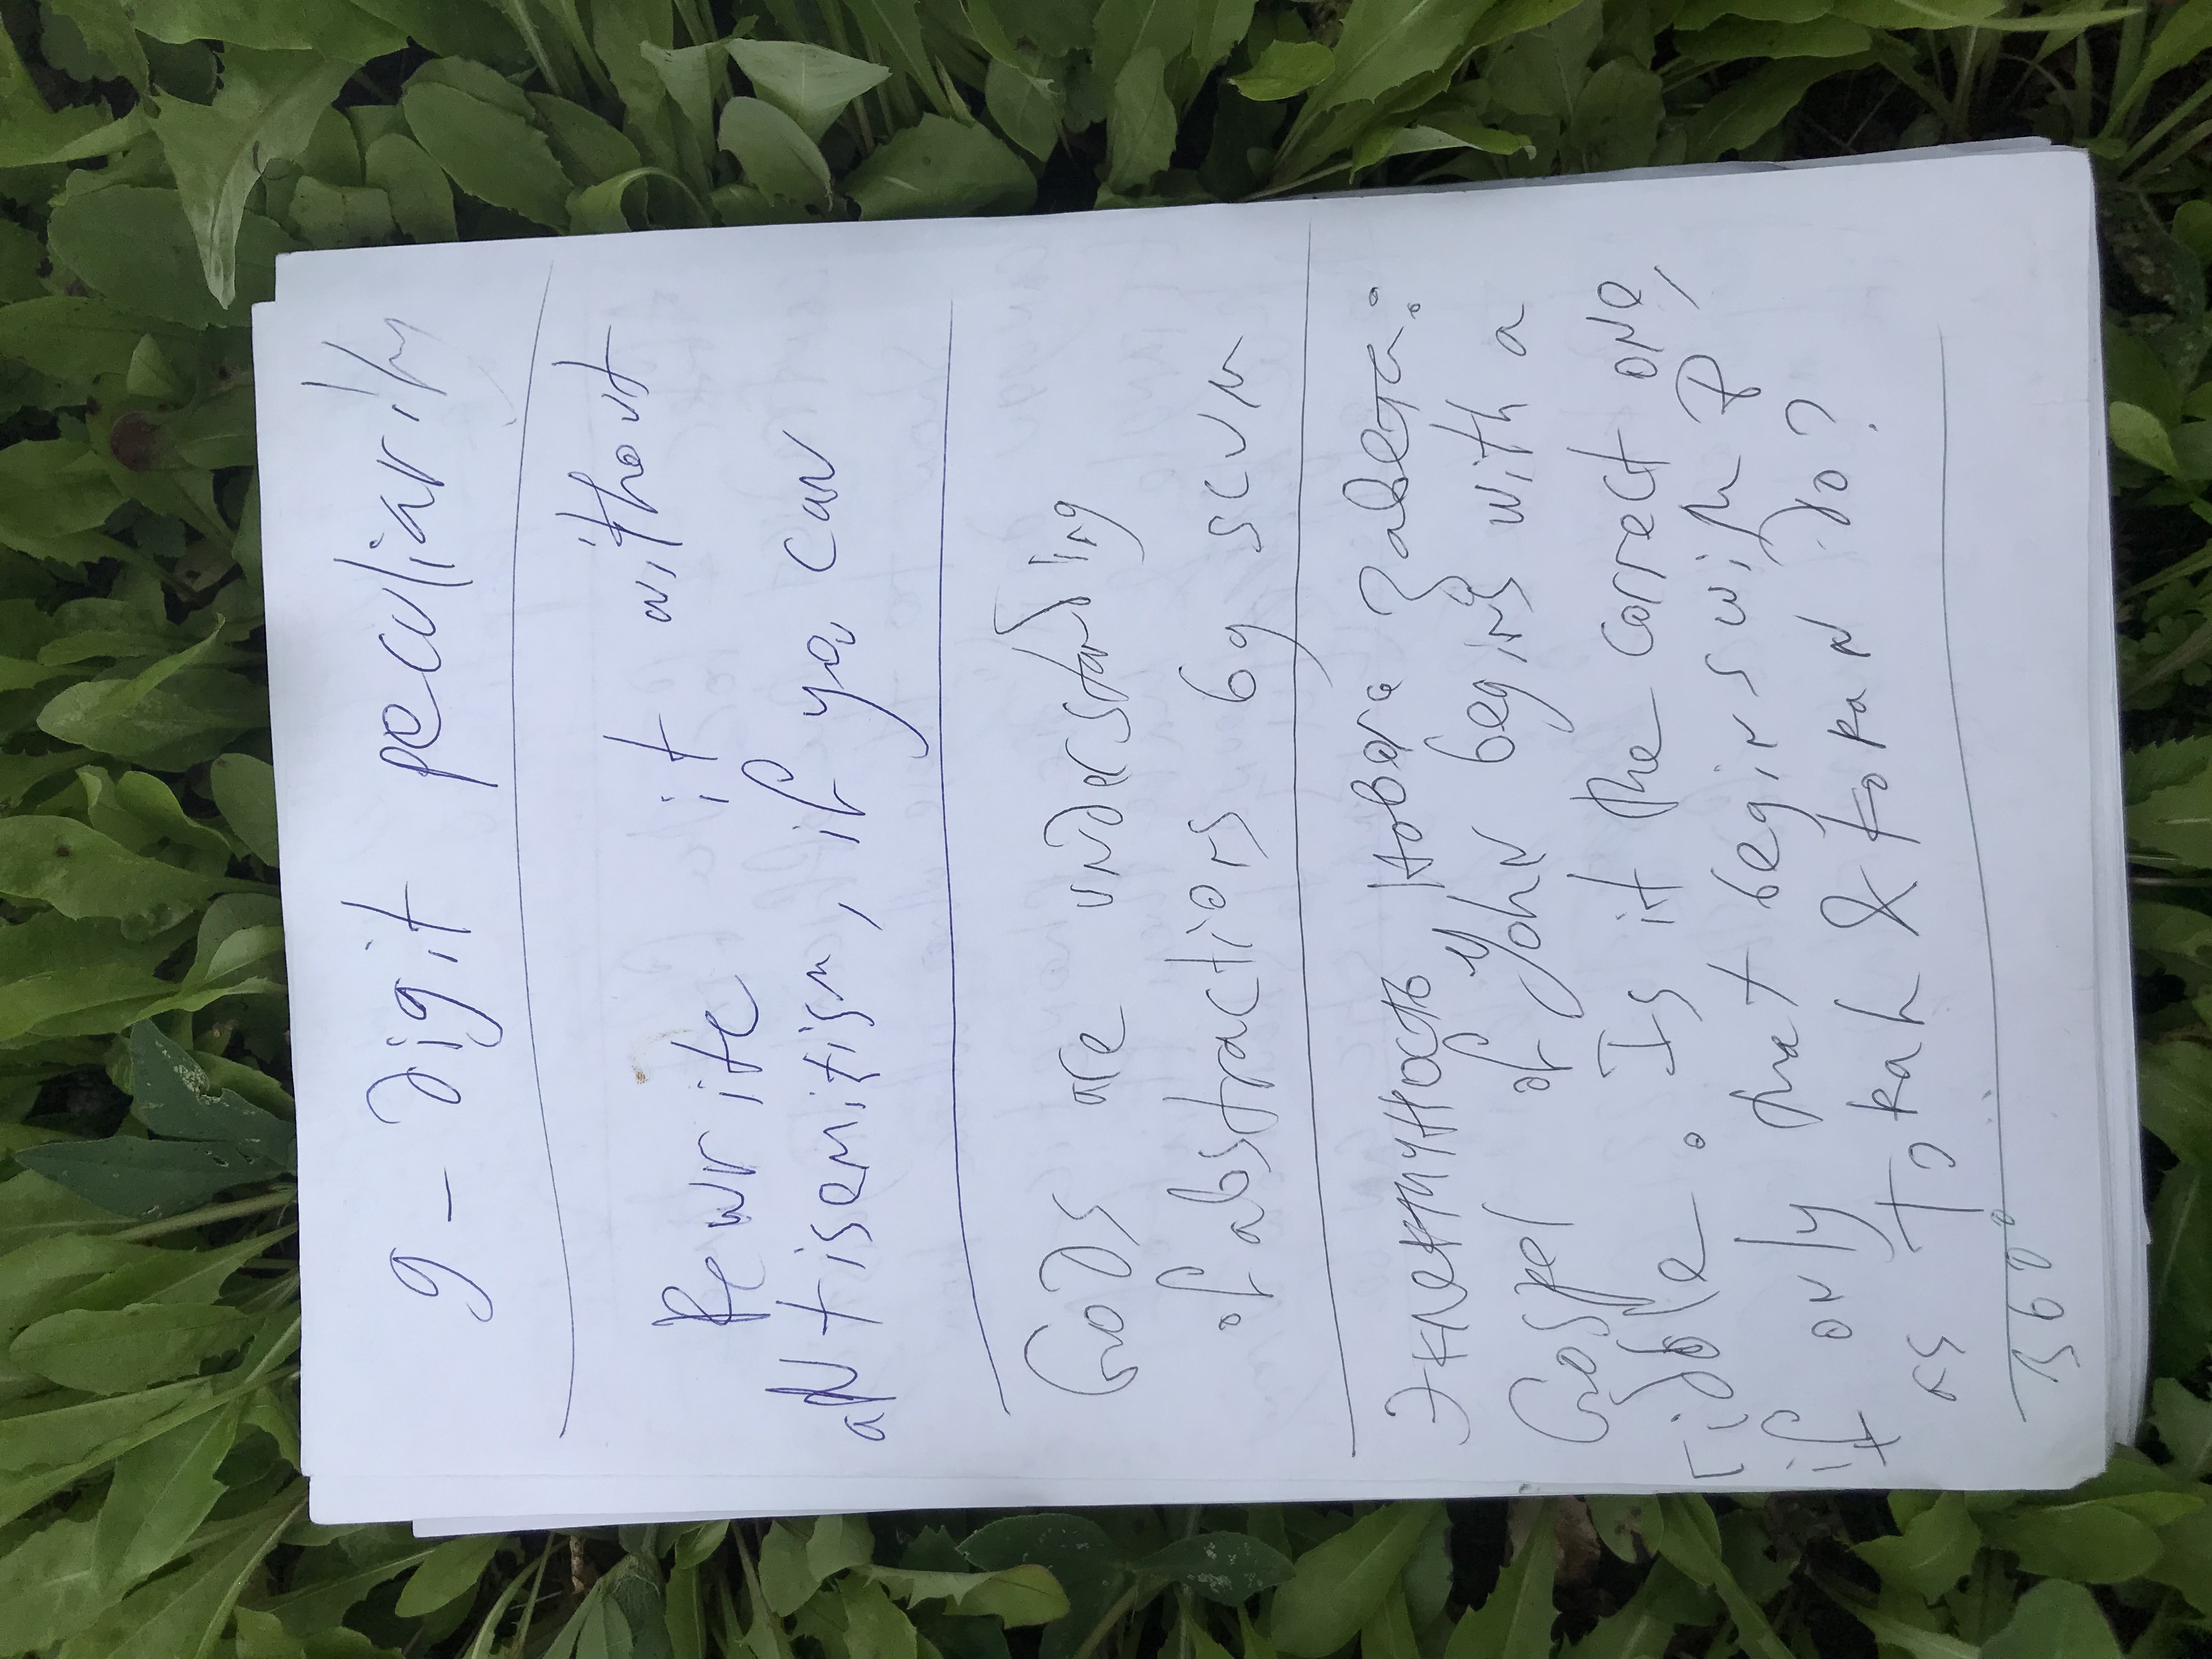 9 - digit peculiarity
Rewrite it without
antisemitism, if you can
Gods are understanding
of abstractions by scum
Эклектичность Нового Завета:
Gospel of John begins with a
riddle. Is it the correct one,
if only that begins with B
as Torah & Koran do?
360°